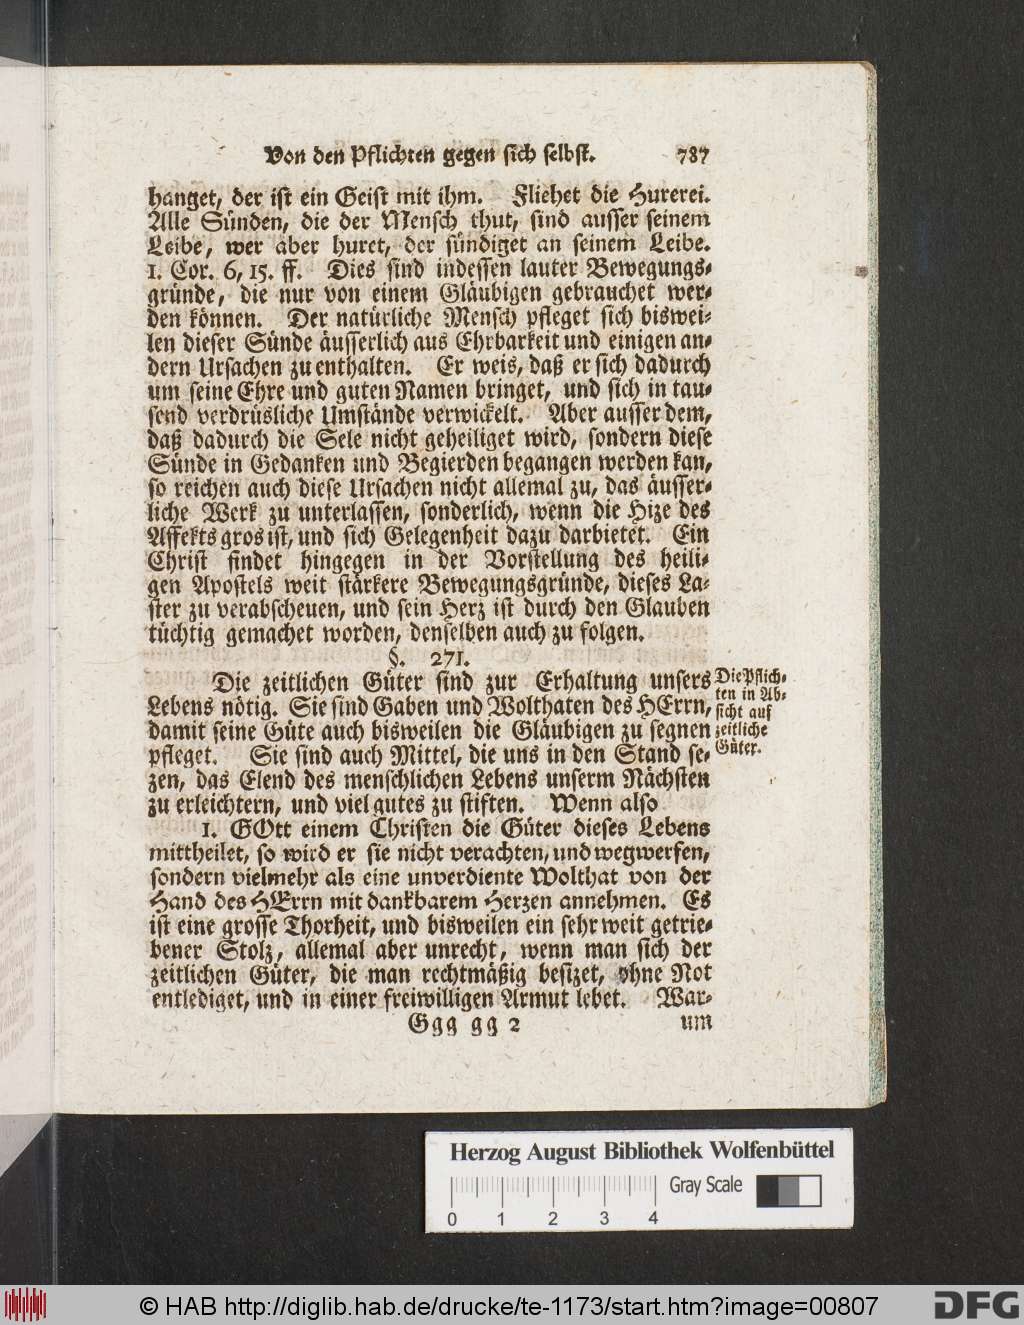 Von den Pflichten gegen sich selbst. 787
hanget, der ist ein Geist mit ihm. Fliehet die Hurerei.
Alle Sünden, die der Mensch thut, sind ausser seinem
Leibe, wer aber huret, der sündiget an seinem Leibe.
1. Cor. 6, 15. ff. Dies sind indessen lauter Bewegungs-
gründe, die nur von einem Gläubigen gebrauchet wer-
den können. Der natürliche Mensch pfleget sich biswei-
len dieser Sünde äusserlich aus Ehrbarkeit und einigen an-
dern Ursachen zu enthalten. Er weis, daß er sich dadurch
um seine Ehre und guten Namen bringet, und sich in tau-
send verdrüsliche Umstände verwickelt. Aber ausser dem,
daß dadurch die Sele nicht geheiliget wird, sondern diese
Sünde in Gedanken und Begierden begangen werden kan,
so reichen auch diese Ursachen nicht allemal zu, das äusser-
liche Werk zu unterlassen, sonderlich, wenn die Hize des
Affekts gros ist, und sich Gelegenheit dazu darbietet. Ein
Christ findet hingegen in der Vorstellung des heili-
gen Apostels weit stärkere Bewegungsgründe, dieses La-
ster zu verabscheuen, und sein Herz ist durch den Glauben
tüchtig gemachet worden, denselben auch zu folgen.
§. 271.
Die zeitlichen Güter sind zur Erhaltung unsers
Lebens nötig. Sie sind Gaben und Wolthaten des HErrn,
damit seine Güte auch bisweilen die Gläubigen zu segnen
pfleget. Sie sind auch Mittel, die uns in den Stand se-
zen, das Elend des menschlichen Lebens unserm Nächsten
zu erleichtern, und viel gutes zu stiften. Wenn also
Die Pflich-
ten in Ab-
sicht auf
zeitliche
Güter.
1. GOtt einem Christen die Güter dieses Lebens
mittheilet, so wird er sie nicht verachten, und wegwerfen,
sondern vielmehr als eine unverdiente Wolthat von der
Hand des HErrn mit dankbarem Herzen annehmen. Es
ist eine grosse Thorheit, und bisweilen ein sehr weit getrie-
bener Stolz, allemal aber unrecht, wenn man sich der
zeitlichen Güter, die man rechtmäßig besizet, ohne Not
entlediget, und in einer freiwilligen Armut lebet. War-
Ggg gg 2 um
Herzog August Bibliothek Wolfenbüttel
Gray Scale
0 1 2 3 4
© HAB http://diglib.hab.de/drucke/te-1173/start.htm?image=00807
DFG